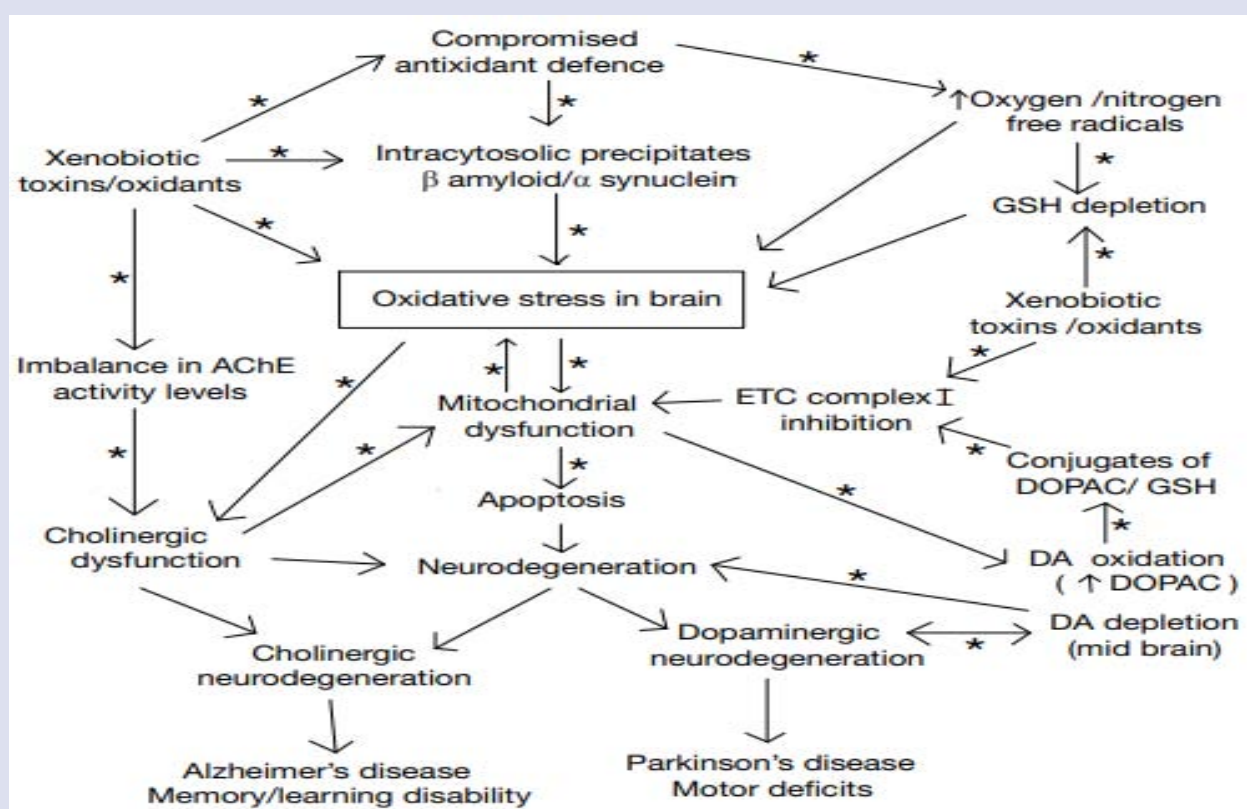 Compromised
antixidant defence
*
*
*
↑Oxygen /nitrogen
free radicals
Xenobiotic
toxins/oxidants
*
Intracytosolic precipitates
β amyloid/α synuclein
*
GSH depletion
*
*
*
*
Oxidative stress in brain
Xenobiotic
toxins /oxidants
Imbalance in AChE
activity levels
*
*
*
*
Mitochondrial
dysfunction
ETC complex I
inhibition
*
*
*
*
Conjugates of
DOPAC/ GSH
Apoptosis
*
*
Cholinergic
dysfunction
Neurodegeneration
*
DA oxidation
( ↑ DOPAC )
Dopaminergic
neurodegeneration
*
DA depletion
(mid brain)
Cholinergic
neurodegeneration
Alzheimer's disease
Memory/learning disability
Parkinson's disease
Motor deficits